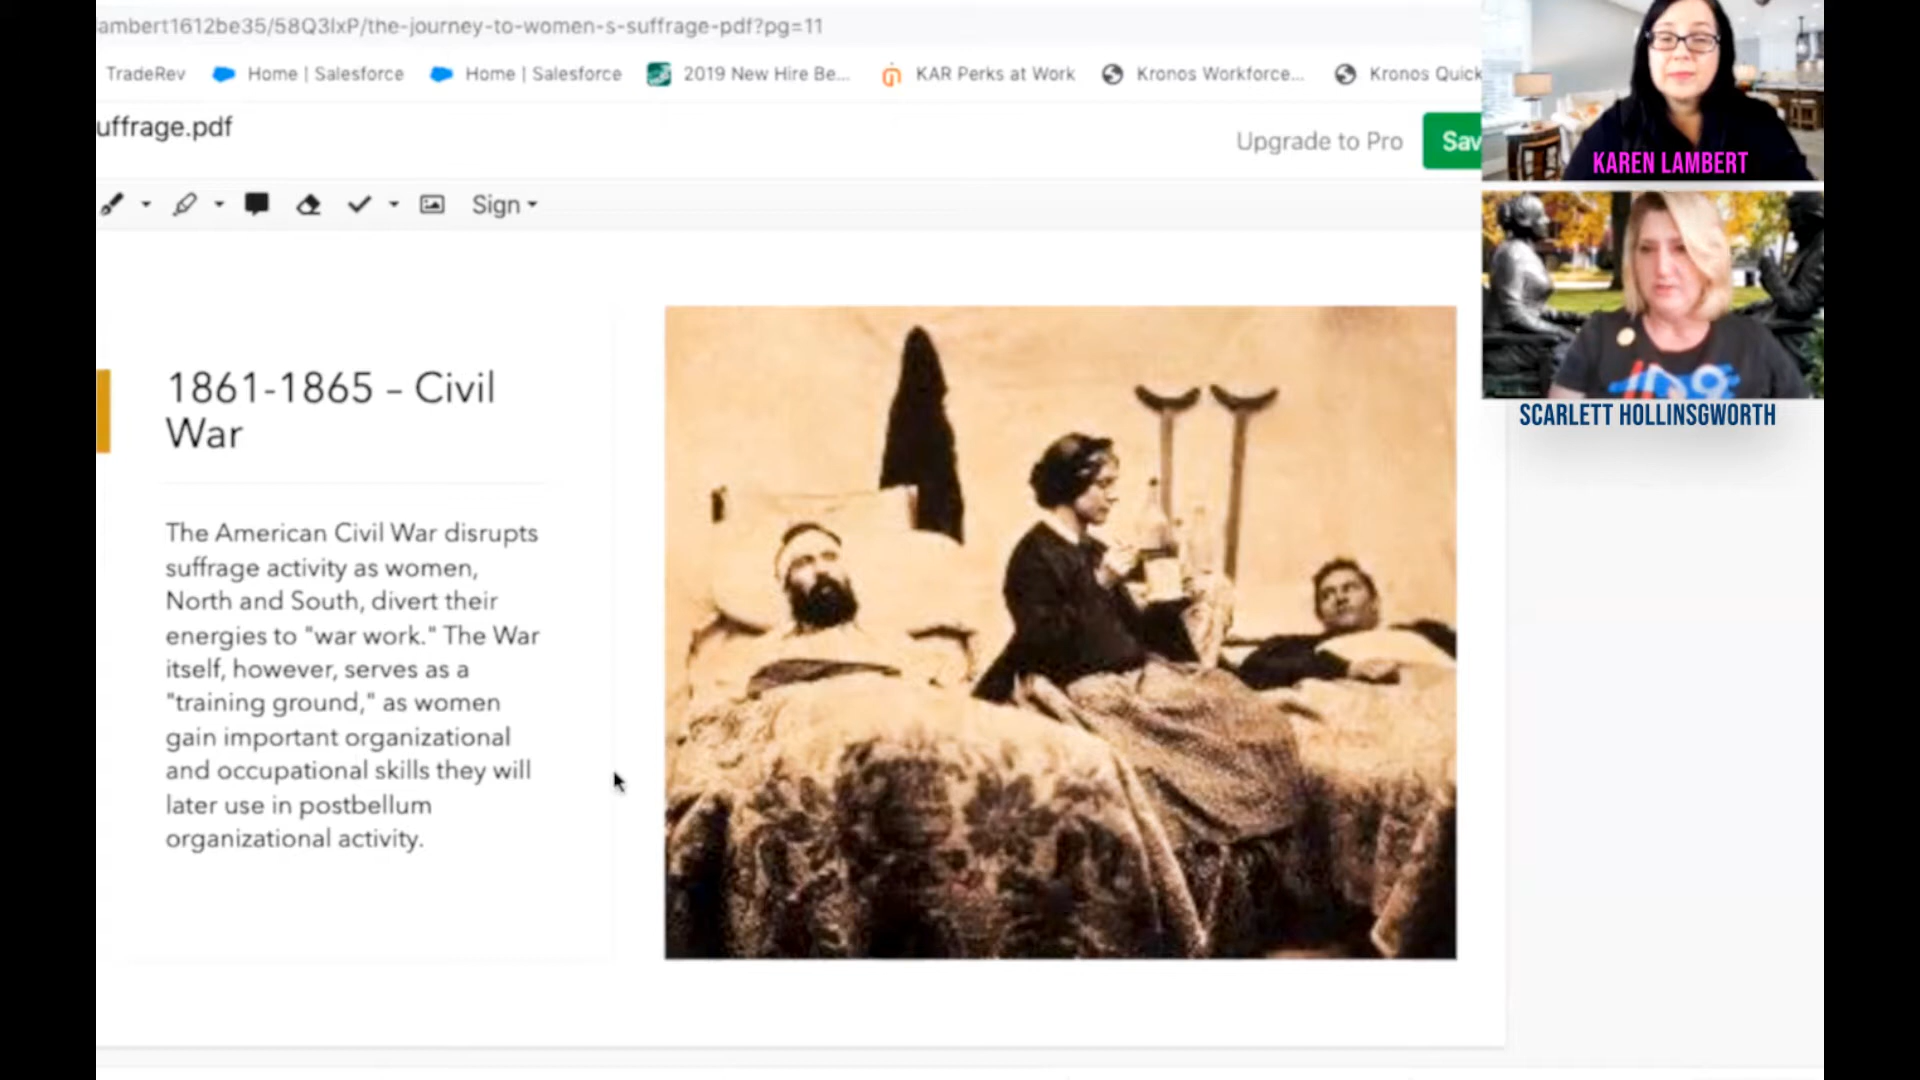 ambert1612be35/58Q3lxP/the-journey-to-women-s-suffrage-pdf?pg=11
TradeRev Home | Salesforce Home | Salesforce 2019 New Hire Be... KAR Perks at Work Kronos Workforce... Kronos Quick
uffrage.pdf
Upgrade to Pro Sav
KAREN LAMBERT
Sign
1861-1865 – Civil
War
SCARLETT HOLLINSGWORTH
The American Civil War disrupts
suffrage activity as women,
North and South, divert their
energies to "war work." The War
itself, however, serves as a
"training ground," as women
gain important organizational
and occupational skills they will
later use in postbellum
organizational activity.